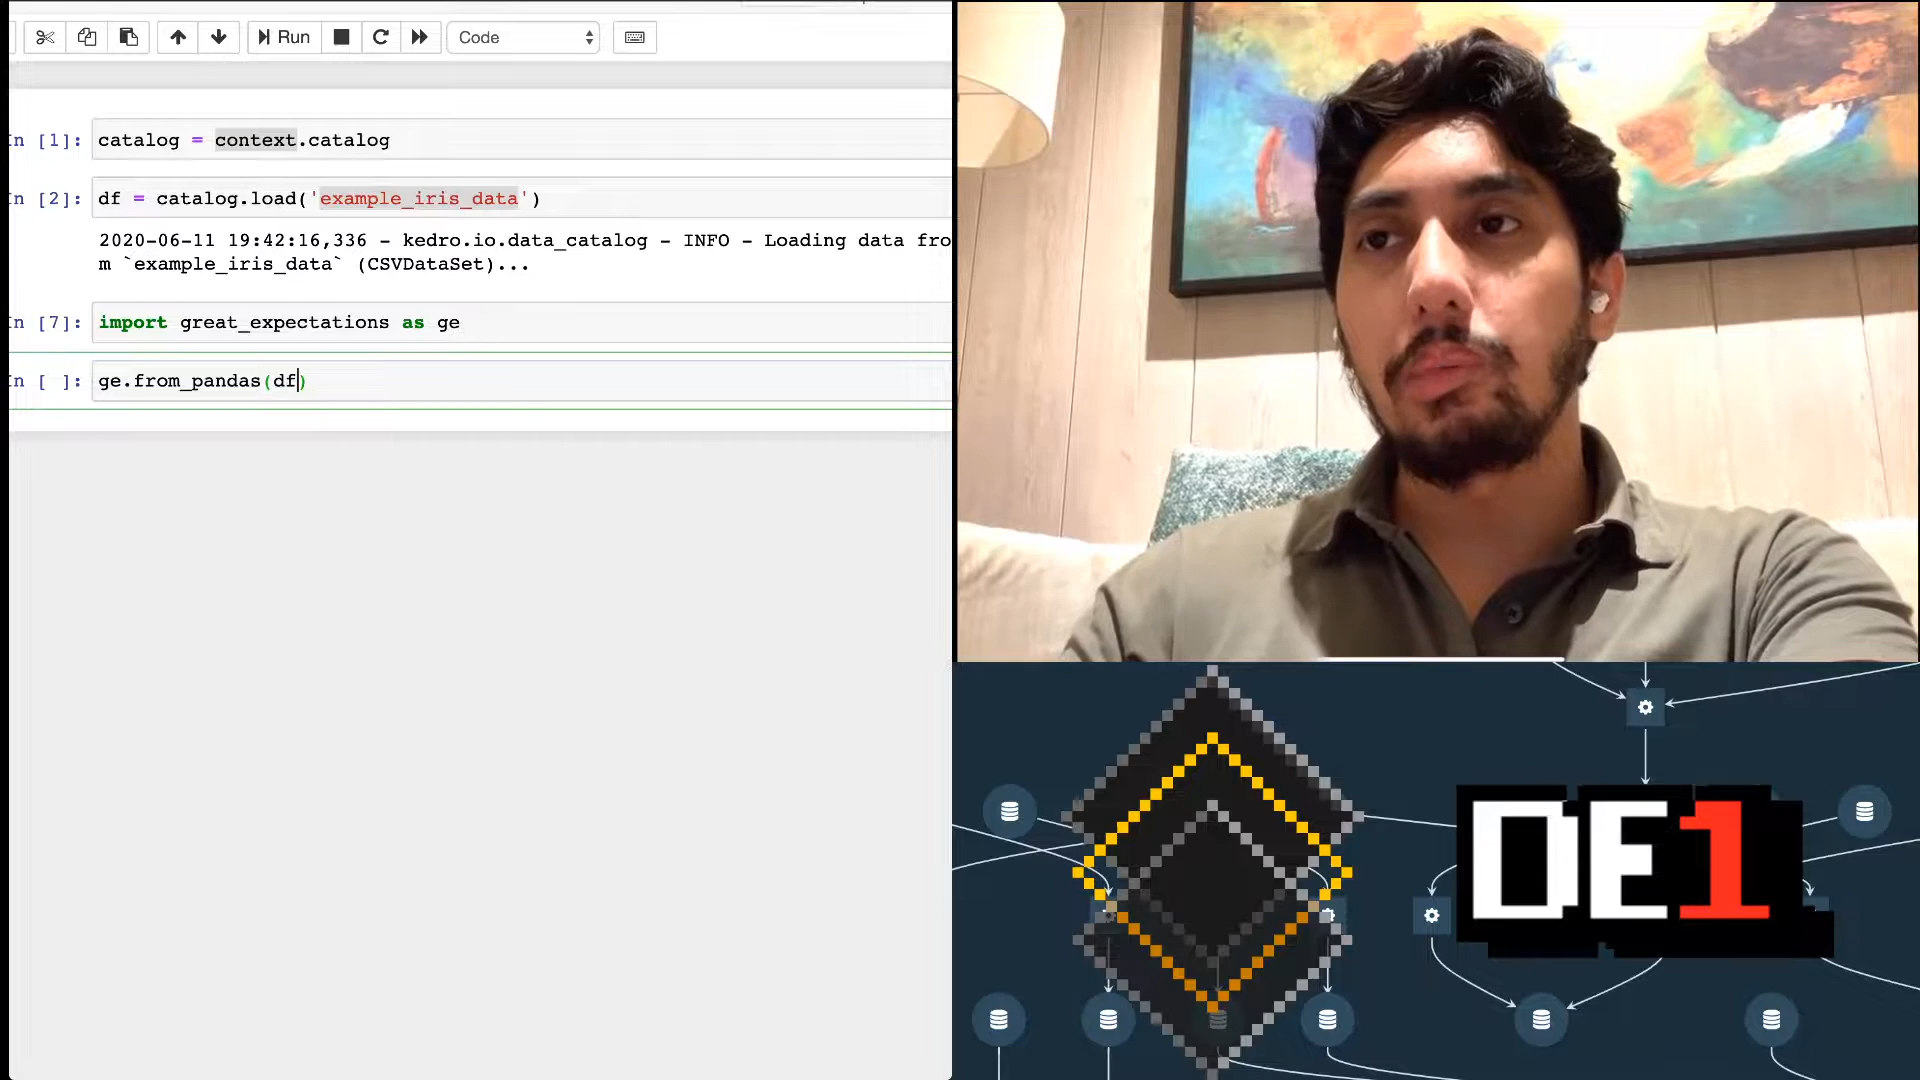 Run
Code
In [1]: catalog = context.catalog
In [2]: df = catalog.load('example_iris_data')
2020-06-11 19:42:16,336 - kedro.io.data_catalog - INFO - Loading data fro
m `example_iris_data` (CSVDataSet)...
In [7]: import great_expectations as ge
In [ ]: ge.from_pandas(df)
DE1